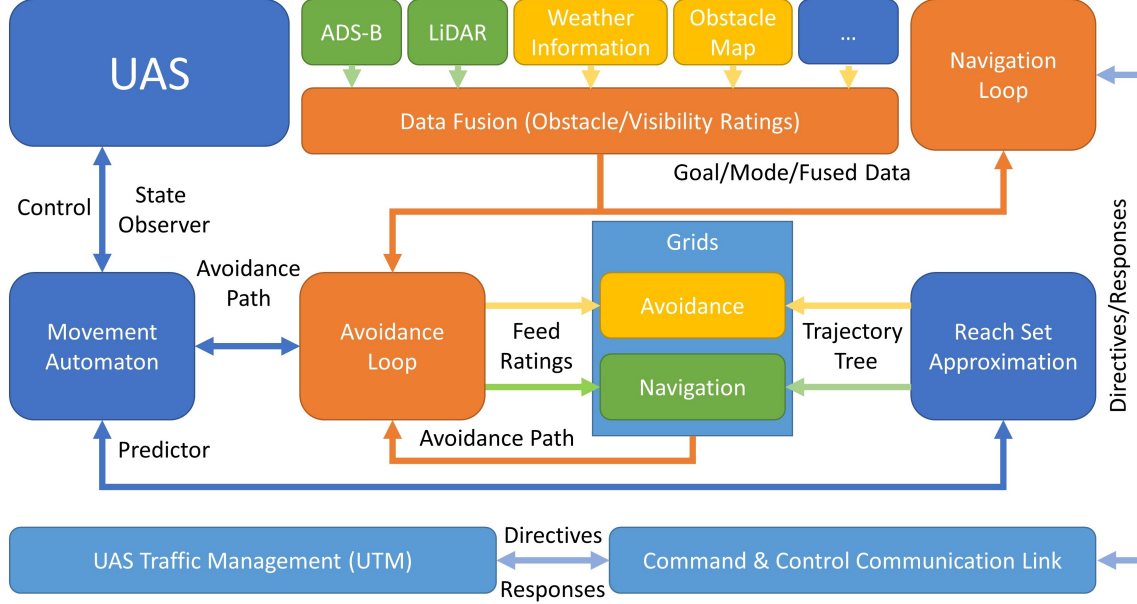 UAS
ADS-B
LiDAR
Weather
Information
Obstacle
Map
...
Navigation
Loop
Data Fusion (Obstacle/Visibility Ratings)
Goal/Mode/Fused Data
Control
State
Observer
Grids
Avoidance
Path
Movement
Automaton
Avoidance
Loop
Feed
Ratings
Avoidance
Navigation
Trajectory
Tree
Reach Set
Approximation
Directives/Responses
Predictor
Avoidance Path
UAS Traffic Management (UTM)
Directives
Responses
Command & Control Communication Link